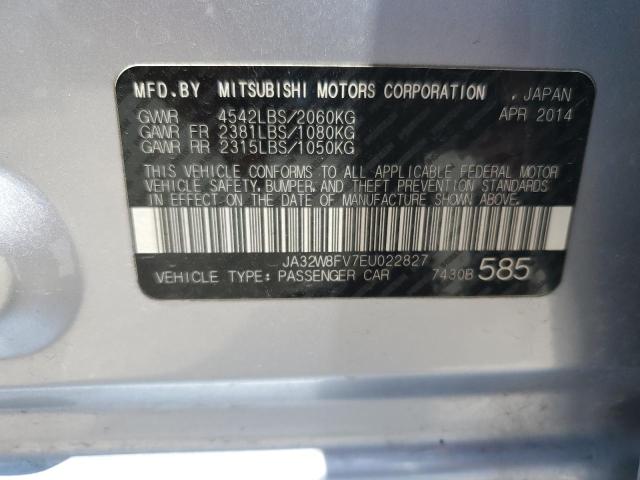 MFD.BY MITSUBISHI MOTORS CORPORATION JAPAN
GVWR 4542LBS/2060KG APR 2014
GAWR FR 2381LBS/1080KG
GAWR RR 2315LBS/1050KG
THIS VEHICLE CONFORMS TO ALL APPLICABLE FEDERAL MOTOR
VEHICLE SAFETY, BUMPER, AND THEFT PREVENTION STANDARDS
IN EFFECT ON THE DATE OF MANUFACTURE SHOWN ABOVE.
JA32W8FV7EU022827
VEHICLE TYPE: PASSENGER CAR 7430B 585